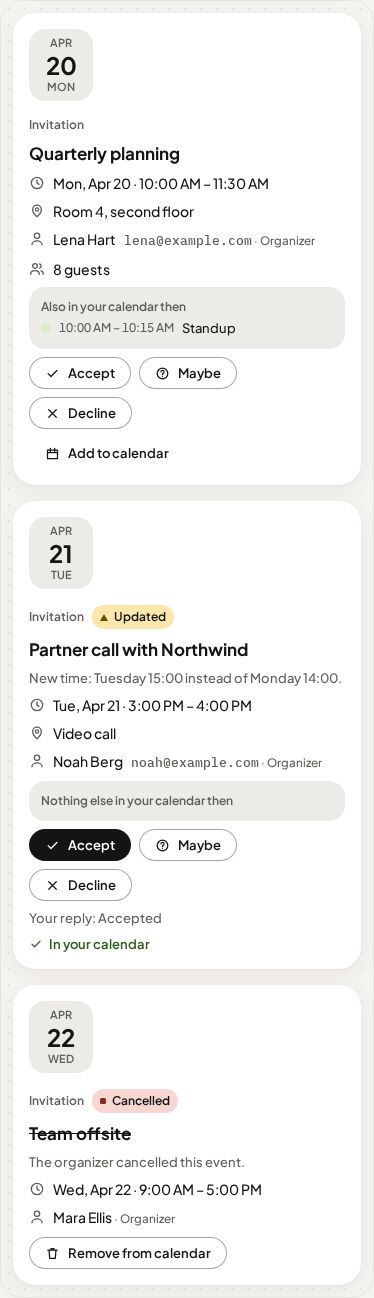 APR
20
MON
Invitation
Quarterly planning
Mon, Apr 20 · 10:00 AM – 11:30 AM
Room 4, second floor
Lena Hart lena@example.com · Organizer
8 guests
Also in your calendar then
10:00 AM – 10:15 AM Standup
Accept Maybe
Decline
Add to calendar
APR
21
TUE
Invitation Updated
Partner call with Northwind
New time: Tuesday 15:00 instead of Monday 14:00.
Tue, Apr 21 · 3:00 PM – 4:00 PM
Video call
Noah Berg noah@example.com · Organizer
Nothing else in your calendar then
Accept Maybe
Decline
Your reply: Accepted
In your calendar
APR
22
WED
Invitation Cancelled
Team offsite
The organizer cancelled this event.
Wed, Apr 22 · 9:00 AM – 5:00 PM
Mara Ellis · Organizer
Remove from calendar